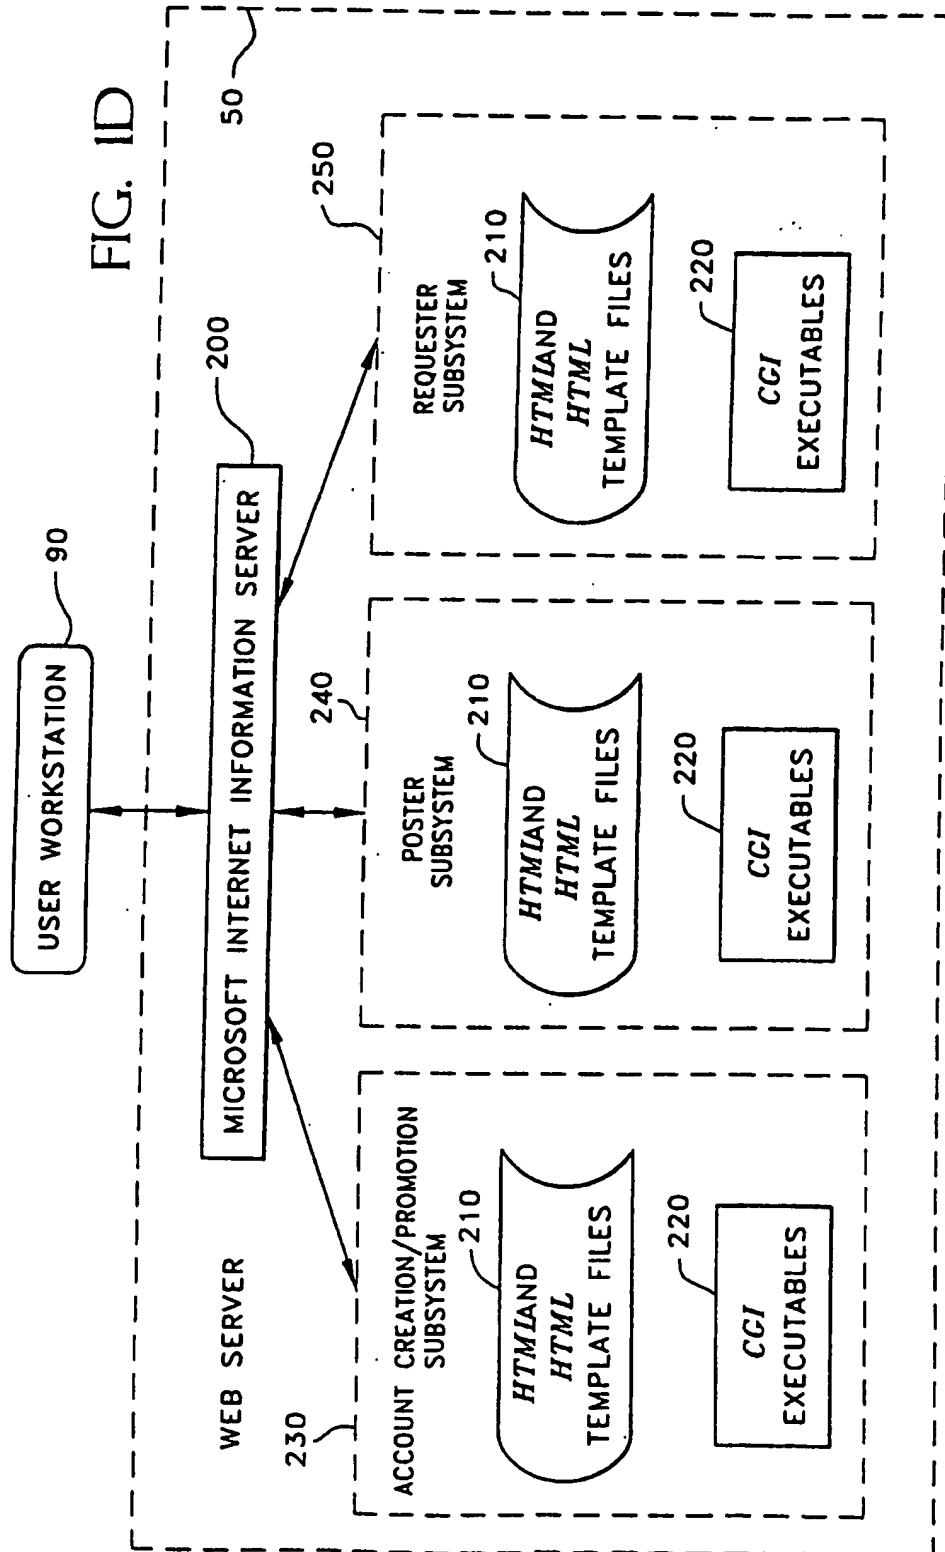 FIG. 1D
USER WORKSTATION
90
50
WEB SERVER
MICROSOFT INTERNET INFORMATION SERVER
200
230
ACCOUNT CREATION/PROMOTION
SUBSYSTEM
210
HTMLAND
HTML
TEMPLATE FILES
220
CGI
EXECUTABLES
240
POSTER
SUBSYSTEM
210
HTMLAND
HTML
TEMPLATE FILES
220
CGI
EXECUTABLES
250
REQUESTER
SUBSYSTEM
210
HTMLAND
HTML
TEMPLATE FILES
220
CGI
EXECUTABLES